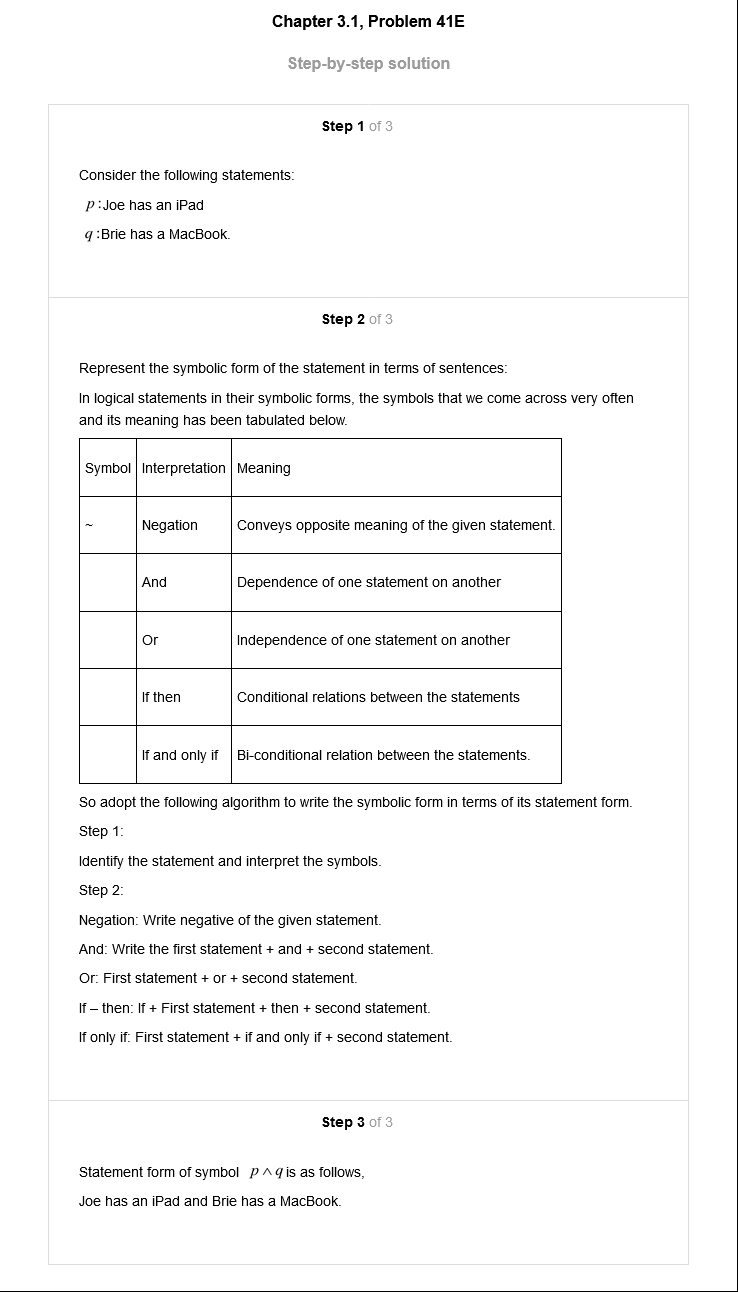 Chapter 3.1, Problem 41E
Step-by-step solution
Step 1 of 3
Consider the following statements:
p :Joe has an iPad
q :Brie has a MacBook.
Step 2 of 3
Represent the symbolic form of the statement in terms of sentences:
In logical statements in their symbolic forms, the symbols that we come across very often
and its meaning has been tabulated below.
Symbol Interpretation Meaning
~ Negation Conveys opposite meaning of the given statement.
And Dependence of one statement on another
Or Independence of one statement on another
If then Conditional relations between the statements
If and only if Bi-conditional relation between the statements.
So adopt the following algorithm to write the symbolic form in terms of its statement form.
Step 1:
Identify the statement and interpret the symbols.
Step 2:
Negation: Write negative of the given statement.
And: Write the first statement + and + second statement.
Or: First statement + or + second statement.
If – then: If + First statement + then + second statement.
If only if: First statement + if and only if + second statement.
Step 3 of 3
Statement form of symbol p ∧ q is as follows,
Joe has an iPad and Brie has a MacBook.